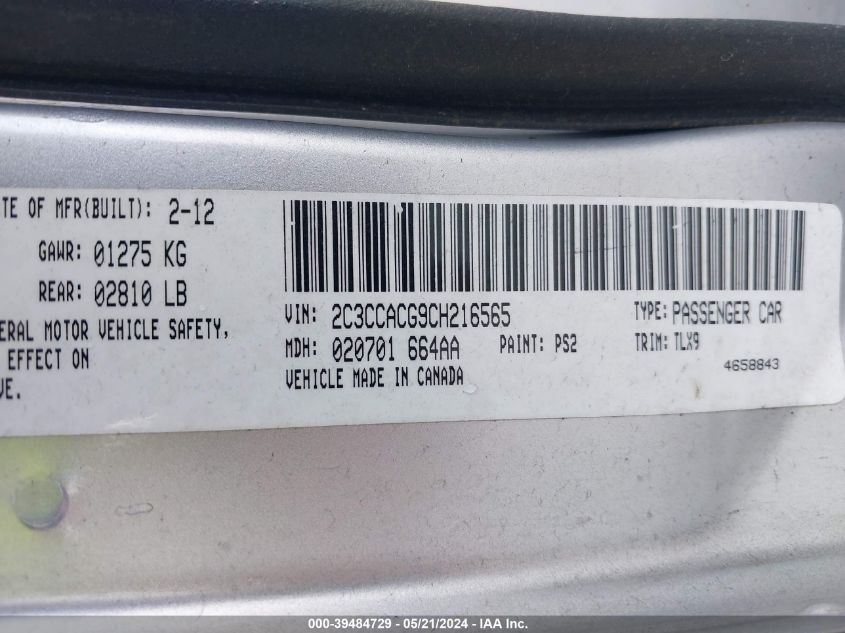 TE OF MFR(BUILT): 2-12
GAWR: 01275 KG
REAR: 02810 LB
ERAL MOTOR VEHICLE SAFETY,
EFFECT ON
VE.
VIN: 2C3CCACG9CH216565 TYPE: PASSENGER CAR
MDH: 020701 664AA PAINT: PS2 TRIM: TLX9
VEHICLE MADE IN CANADA 4658843
000-39484729 - 05/21/2024 - IAA Inc.